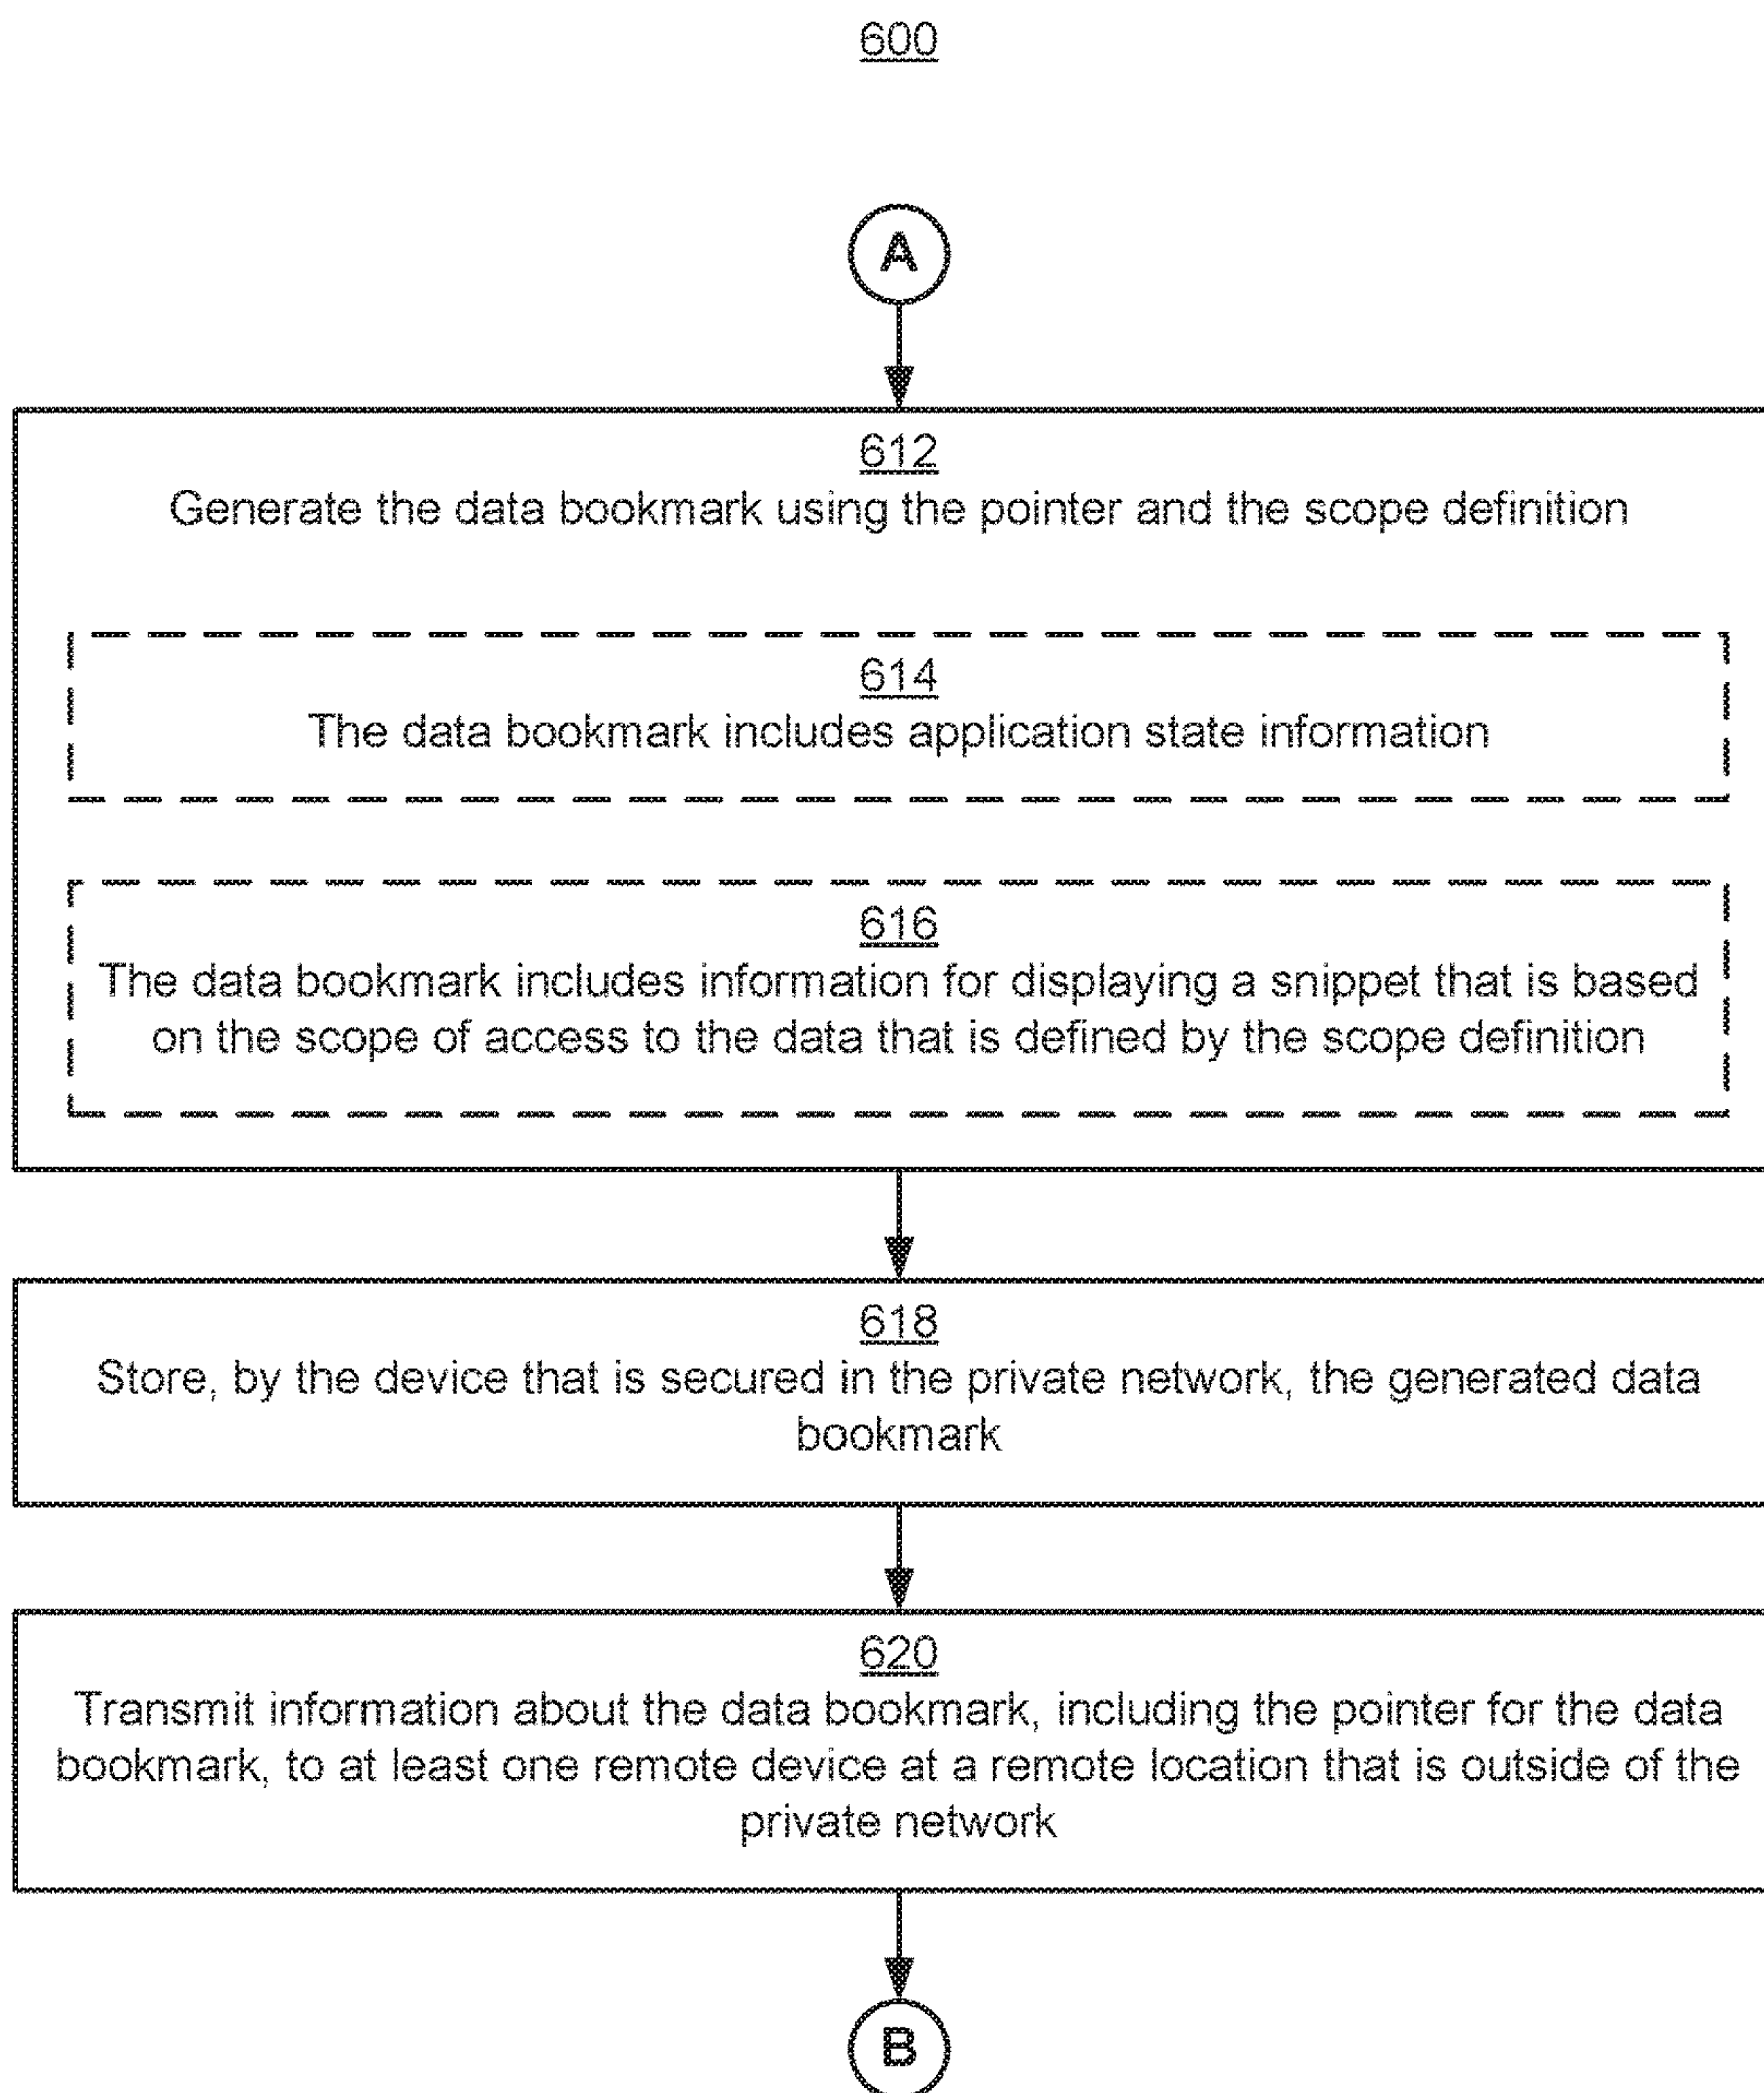 600
A
612
Generate the data bookmark using the pointer and the scope definition
614
The data bookmark includes application state information
616
The data bookmark includes information for displaying a snippet that is based
on the scope of access to the data that is defined by the scope definition
618
Store, by the device that is secured in the private network, the generated data
bookmark
620
Transmit information about the data bookmark, including the pointer for the data
bookmark, to at least one remote device at a remote location that is outside of the
private network
B